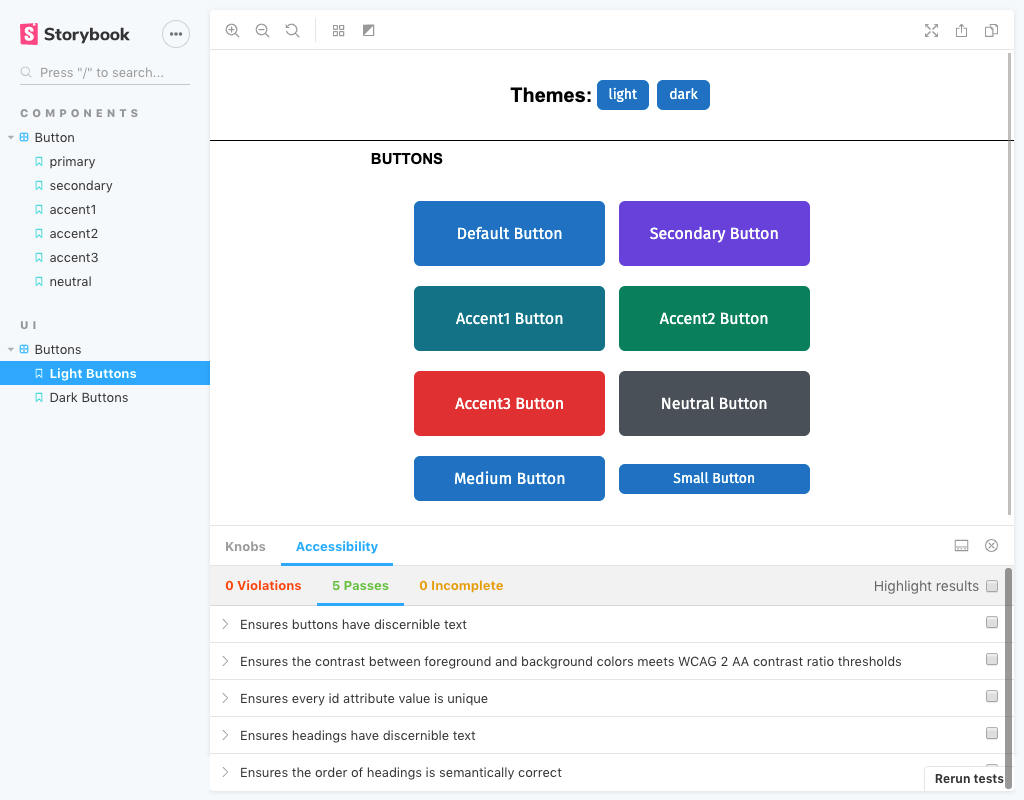 Storybook
Press "/" to search...
COMPONENTS
Button
primary
secondary
accent1
accent2
accent3
neutral
UI
Buttons
Light Buttons
Dark Buttons
Themes: light dark
BUTTONS
Default Button Secondary Button
Accent1 Button Accent2 Button
Accent3 Button Neutral Button
Medium Button Small Button
Knobs Accessibility
0 Violations 5 Passes 0 Incomplete Highlight results
Ensures buttons have discernible text
Ensures the contrast between foreground and background colors meets WCAG 2 AA contrast ratio thresholds
Ensures every id attribute value is unique
Ensures headings have discernible text
Ensures the order of headings is semantically correct
Rerun tests